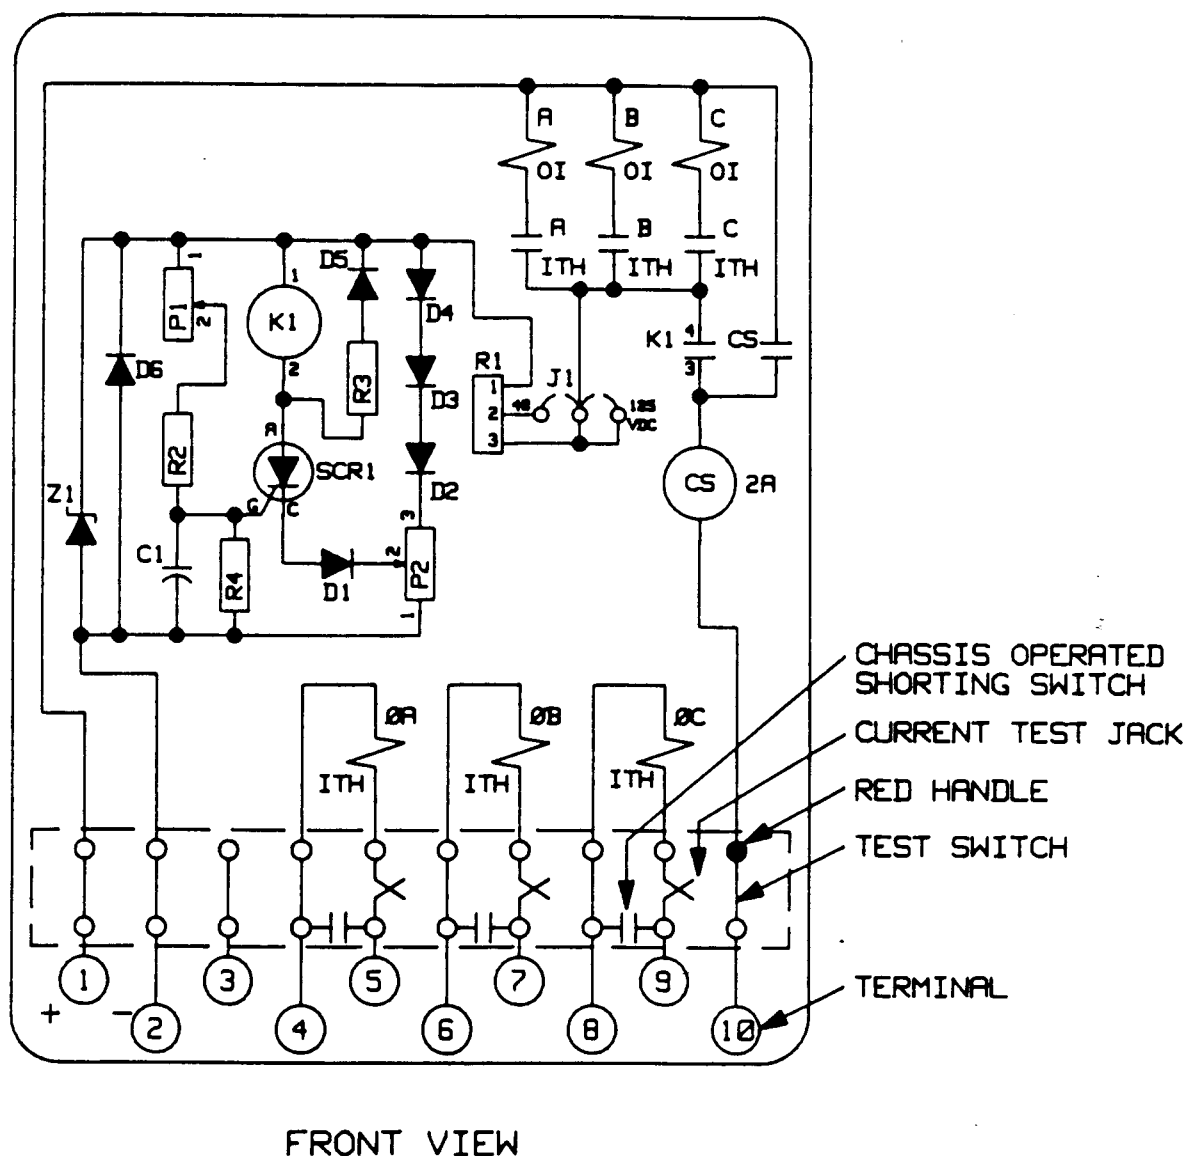 A
B
C
OI
OI
OI
A
B
C
ITH
ITH
ITH
1
P1
2
1
K1
2
D5
D4
K1
4
3
CS
D6
R3
D3
R1
1
2
3
48
J1
125
VDC
R2
A
SCR1
G
C
D2
CS
2A
Z1
3
C1
R4
D1
2
P2
1
CHASSIS OPERATED
SHORTING SWITCH
ØA
ØB
ØC
CURRENT TEST JACK
ITH
ITH
ITH
RED HANDLE
TEST SWITCH
1
3
5
7
9
TERMINAL
+
-
2
4
6
8
10
FRONT VIEW